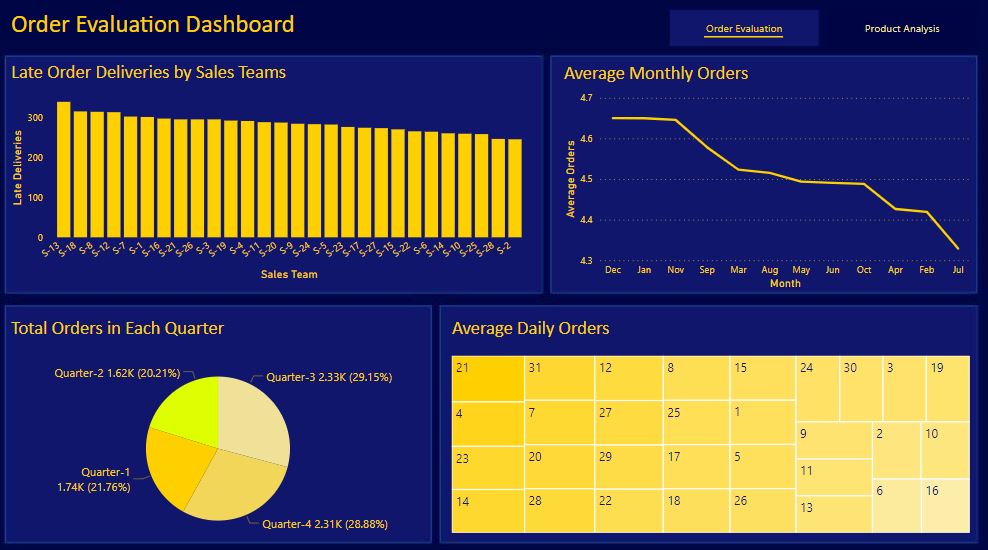 Order Evaluation Dashboard
Order Evaluation
Product Analysis
Late Order Deliveries by Sales Teams
Late Deliveries
300
200
100
0
S-13
S-18
S-8
S-12
S-7
S-1
S-16
S-21
S-26
S-3
S-19
S-4
S-11
S-20
S-9
S-24
S-5
S-23
S-17
S-27
S-15
S-22
S-6
S-14
S-10
S-25
S-28
S-2
Sales Team
Average Monthly Orders
Average Orders
4.7
4.6
4.5
4.4
4.3
Dec Jan Nov Sep Mar Aug May Jun Oct Apr Feb Jul
Month
Total Orders in Each Quarter
Quarter-2 1.62K (20.21%)
Quarter-3 2.33K (29.15%)
Quarter-1
1.74K (21.76%)
Quarter-4 2.31K (28.88%)
Average Daily Orders
21 31 12 8 15 24 30 3 19
4 7 27 25 1
9 2 10
23 20 29 17 5
11
6 16
14 28 22 18 26
13